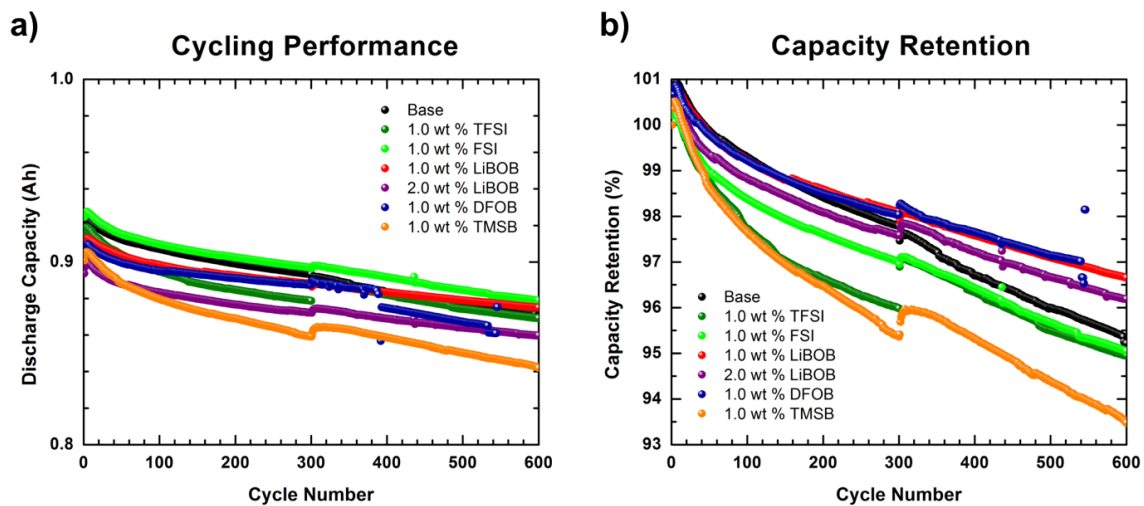 a)
Cycling Performance
1.0
0.9
0.8
Discharge Capacity (Ah)
Base
1.0 wt % TFSI
1.0 wt % FSI
1.0 wt % LiBOB
2.0 wt % LiBOB
1.0 wt % DFOB
1.0 wt % TMSB
0 100 200 300 400 500 600
Cycle Number
b)
Capacity Retention
101
100
99
98
97
96
95
94
93
Capacity Retention (%)
Base
1.0 wt % TFSI
1.0 wt % FSI
1.0 wt % LiBOB
2.0 wt % LiBOB
1.0 wt % DFOB
1.0 wt % TMSB
0 100 200 300 400 500 600
Cycle Number